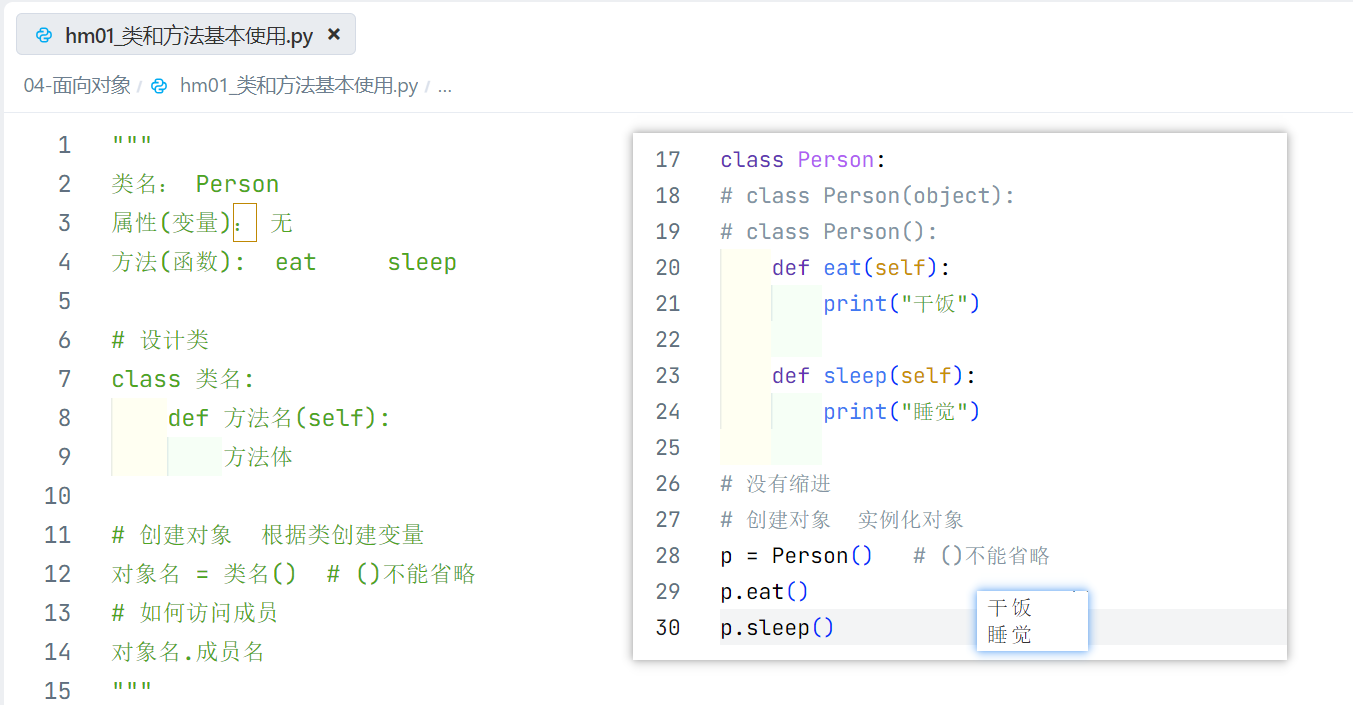 hm01_类和方法基本使用.py ×
04-面向对象 / hm01_类和方法基本使用.py / ...
1 """
2 类名： Person
3 属性(变量)： 无
4 方法(函数): eat sleep
5
6 # 设计类
7 class 类名:
8 def 方法名(self):
9 方法体
10
11 # 创建对象 根据类创建变量
12 对象名 = 类名() # ()不能省略
13 # 如何访问成员
14 对象名.成员名
15 """
17 class Person:
18 # class Person(object):
19 # class Person():
20 def eat(self):
21 print("干饭")
22
23 def sleep(self):
24 print("睡觉")
25
26 # 没有缩进
27 # 创建对象 实例化对象
28 p = Person() # ()不能省略
29 p.eat()
30 p.sleep()
干饭
睡觉